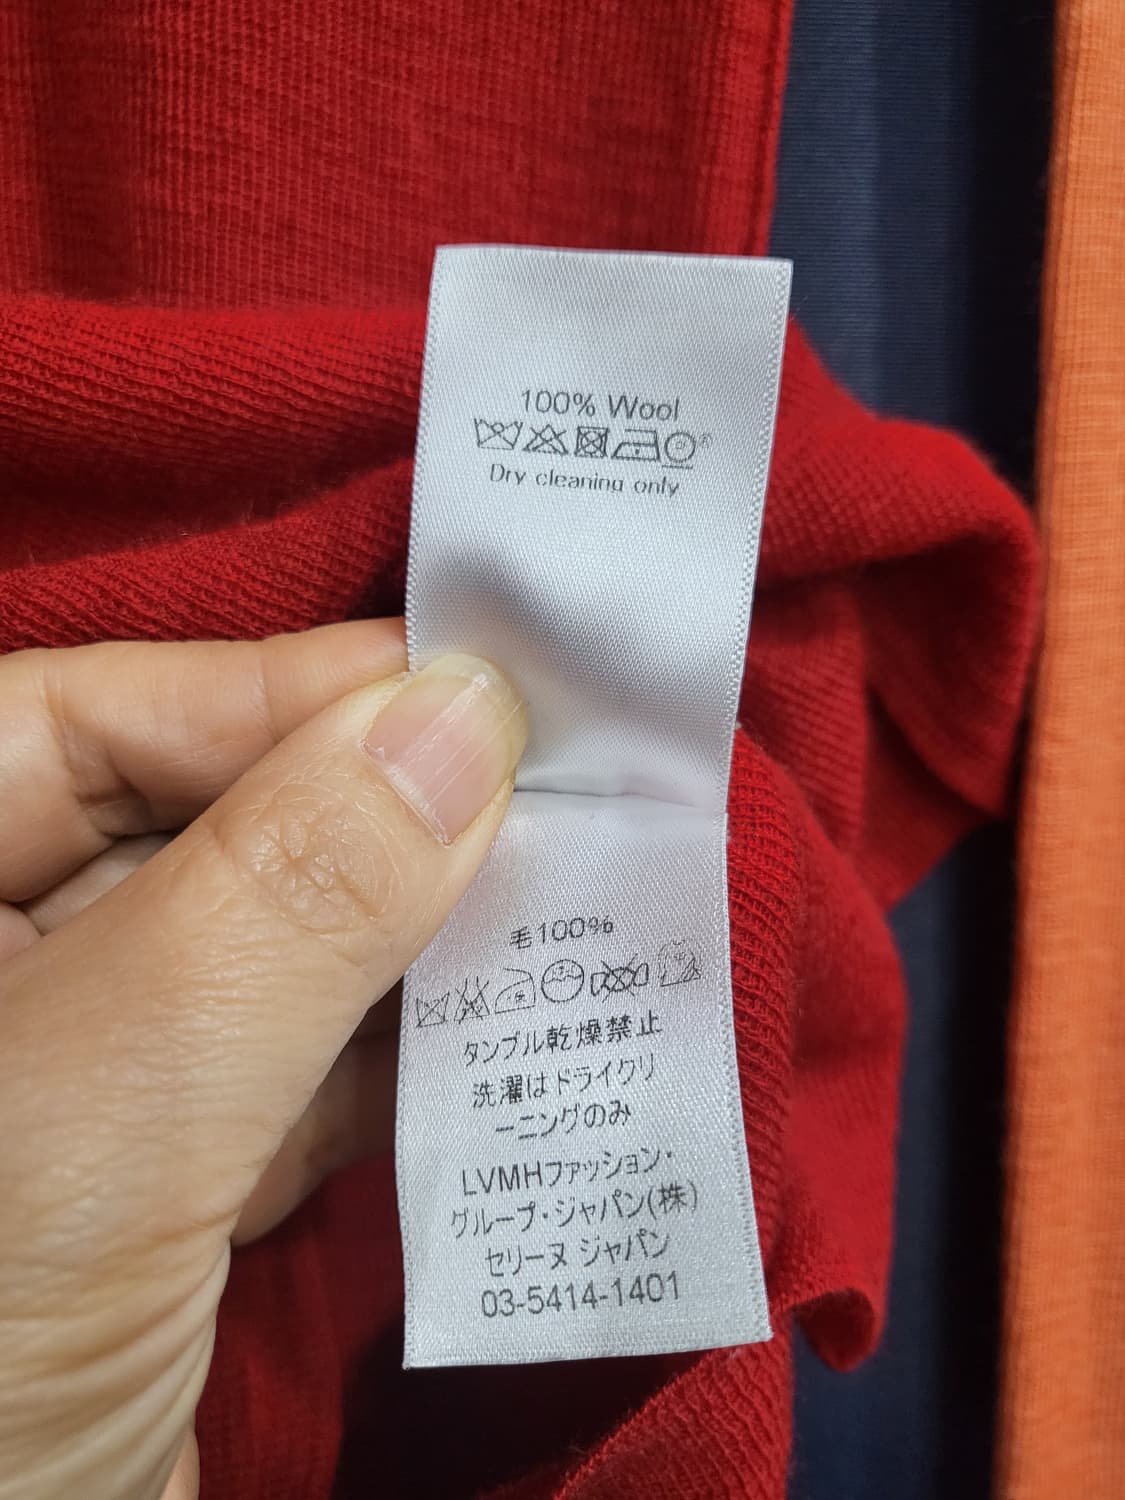 100% Wool
Dry cleaning only
毛100%
タンブル乾燥禁止
洗濯はドライクリ
ーニングのみ
LVMHファッション・
グループ・ジャパン(株)
セリーヌ ジャパン
03-5414-1401